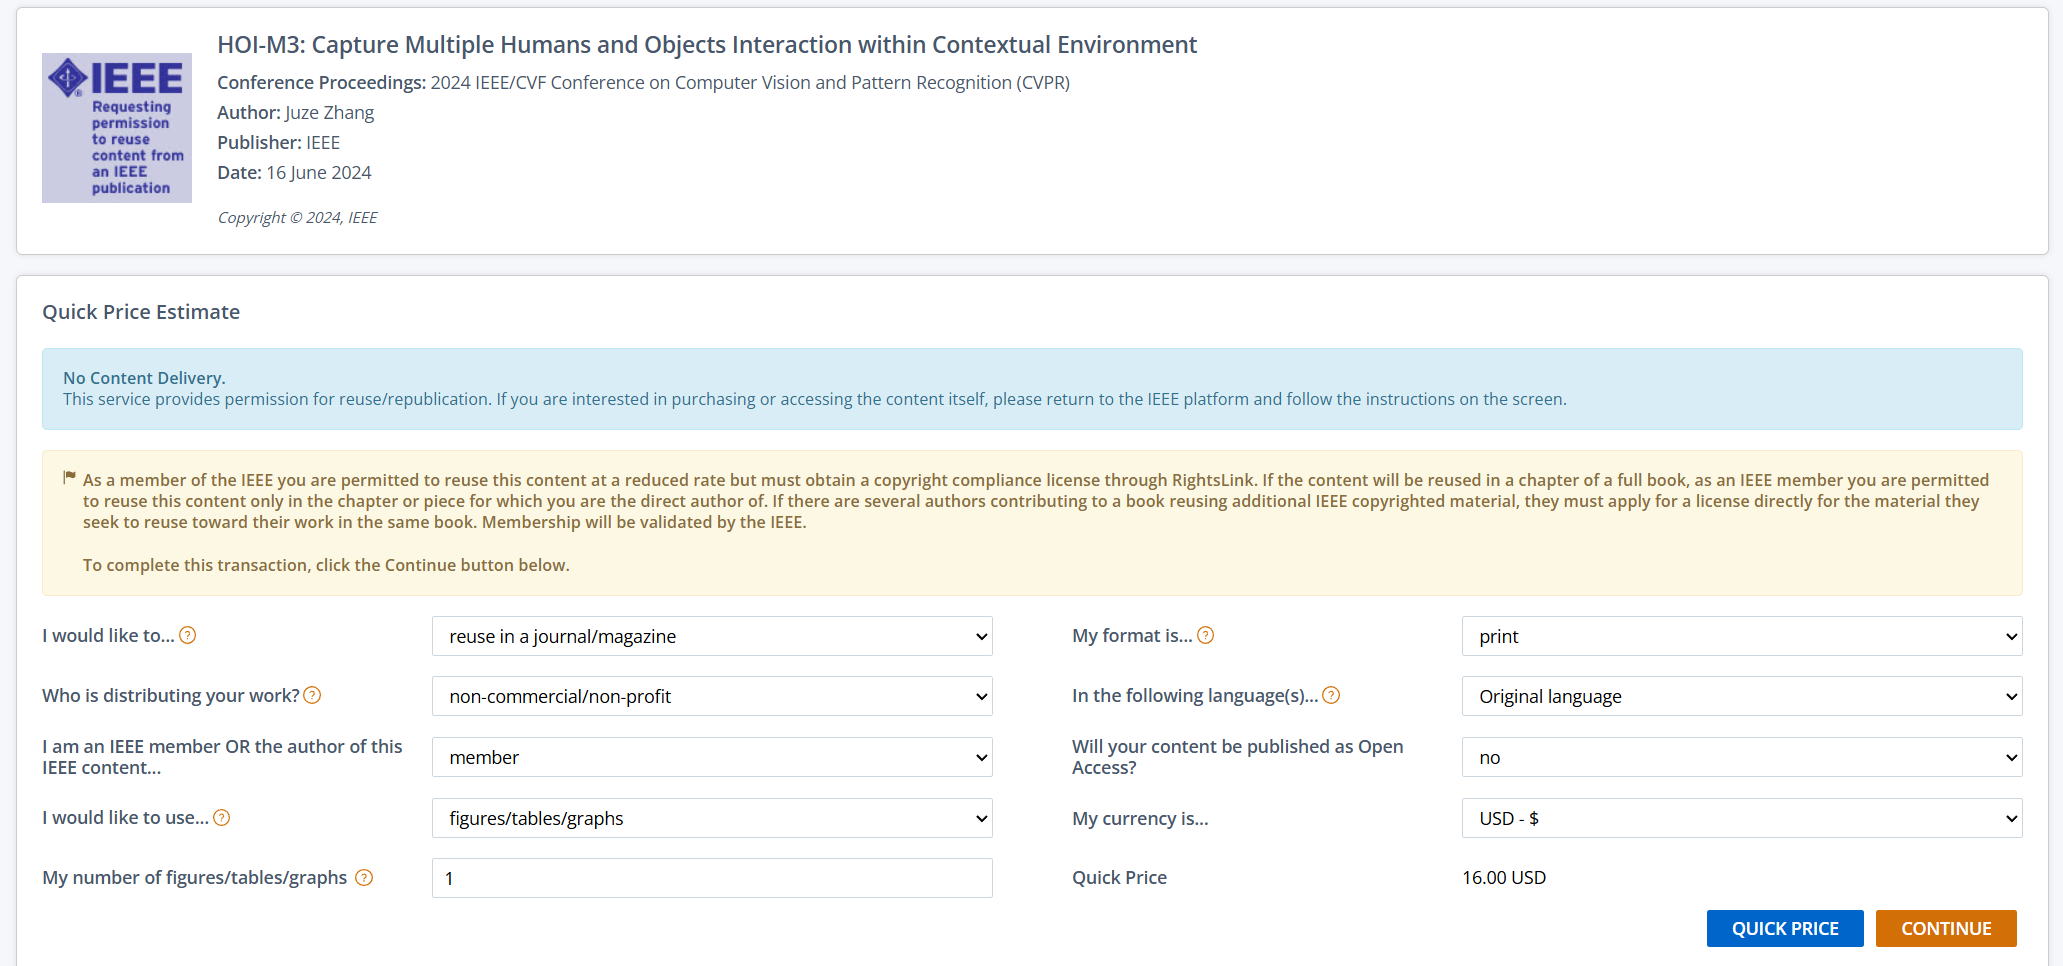 IEEE
Requesting
permission
to reuse
content from
an IEEE
publication
HOI-M3: Capture Multiple Humans and Objects Interaction within Contextual Environment
Conference Proceedings: 2024 IEEE/CVF Conference on Computer Vision and Pattern Recognition (CVPR)
Author: Juze Zhang
Publisher: IEEE
Date: 16 June 2024
Copyright © 2024, IEEE
Quick Price Estimate
No Content Delivery.
This service provides permission for reuse/republication. If you are interested in purchasing or accessing the content itself, please return to the IEEE platform and follow the instructions on the screen.
As a member of the IEEE you are permitted to reuse this content at a reduced rate but must obtain a copyright compliance license through RightsLink. If the content will be reused in a chapter of a full book, as an IEEE member you are permitted
to reuse this content only in the chapter or piece for which you are the direct author of. If there are several authors contributing to a book reusing additional IEEE copyrighted material, they must apply for a license directly for the material they
seek to reuse toward their work in the same book. Membership will be validated by the IEEE.
To complete this transaction, click the Continue button below.
I would like to... ? reuse in a journal/magazine
My format is... ? print
Who is distributing your work? ? non-commercial/non-profit
In the following language(s)... ? Original language
I am an IEEE member OR the author of this
IEEE content... member
Will your content be published as Open
Access? no
I would like to use... ? figures/tables/graphs
My currency is... USD - $
My number of figures/tables/graphs ? 1
Quick Price 16.00 USD
QUICK PRICE CONTINUE